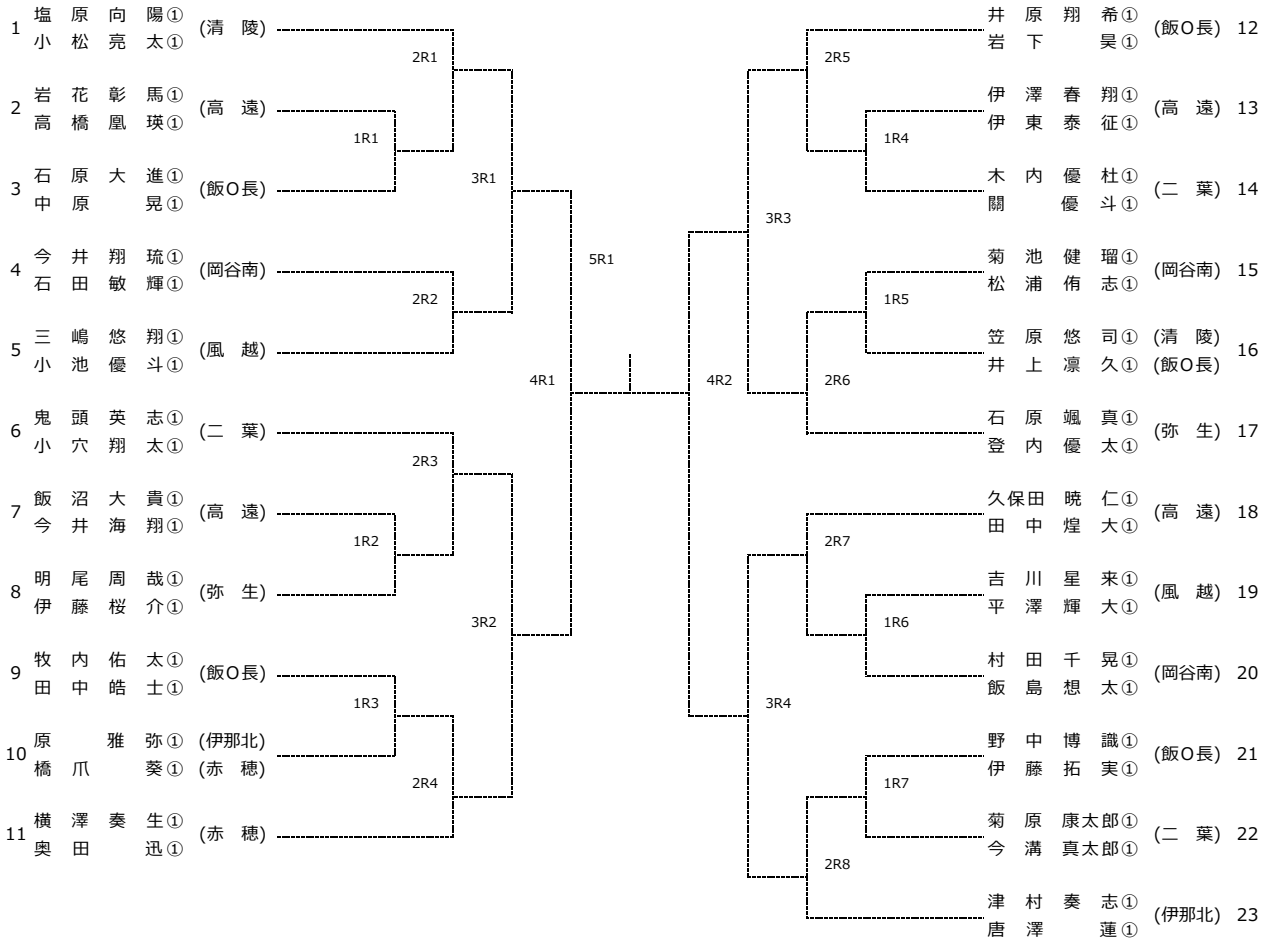 1 塩原向陽① (清陵)
小松亮太①
2R1
2 岩花彰馬① (高遠)
高橋凰瑛①
1R1
3 石原大進① (飯O長)
中原晃①
3R1
4 今井翔琉① (岡谷南)
石田敏輝①
2R2
5 三嶋悠翔① (風越)
小池優斗①
4R1
6 鬼頭英志① (二葉)
小穴翔太①
2R3
7 飯沼大貴① (高遠)
今井海翔①
1R2
8 明尾周哉① (弥生)
伊藤桜介①
3R2
9 牧内佑太① (飯O長)
田中皓士①
1R3
10 原雅弥① (伊那北)
橋爪葵① (赤穂)
2R4
11 横澤奏生① (赤穂)
奥田迅①
5R1
井原翔希① (飯O長) 12
岩下昊①
2R5
伊澤春翔① (高遠) 13
伊東泰征①
1R4
木内優杜① (二葉) 14
關優斗①
3R3
菊池健瑠① (岡谷南) 15
松浦侑志①
1R5
笠原悠司① (清陵) 16
井上凛久① (飯O長)
4R2
2R6
石原颯真① (弥生) 17
登内優太①
久保田暁仁① (高遠) 18
田中煌大①
2R7
吉川星来① (風越) 19
平澤輝大①
1R6
村田千晃① (岡谷南) 20
飯島想太①
3R4
野中博識① (飯O長) 21
伊藤拓実①
1R7
菊原康太郎① (二葉) 22
今溝真太郎①
2R8
津村奏志① (伊那北) 23
唐澤蓮①